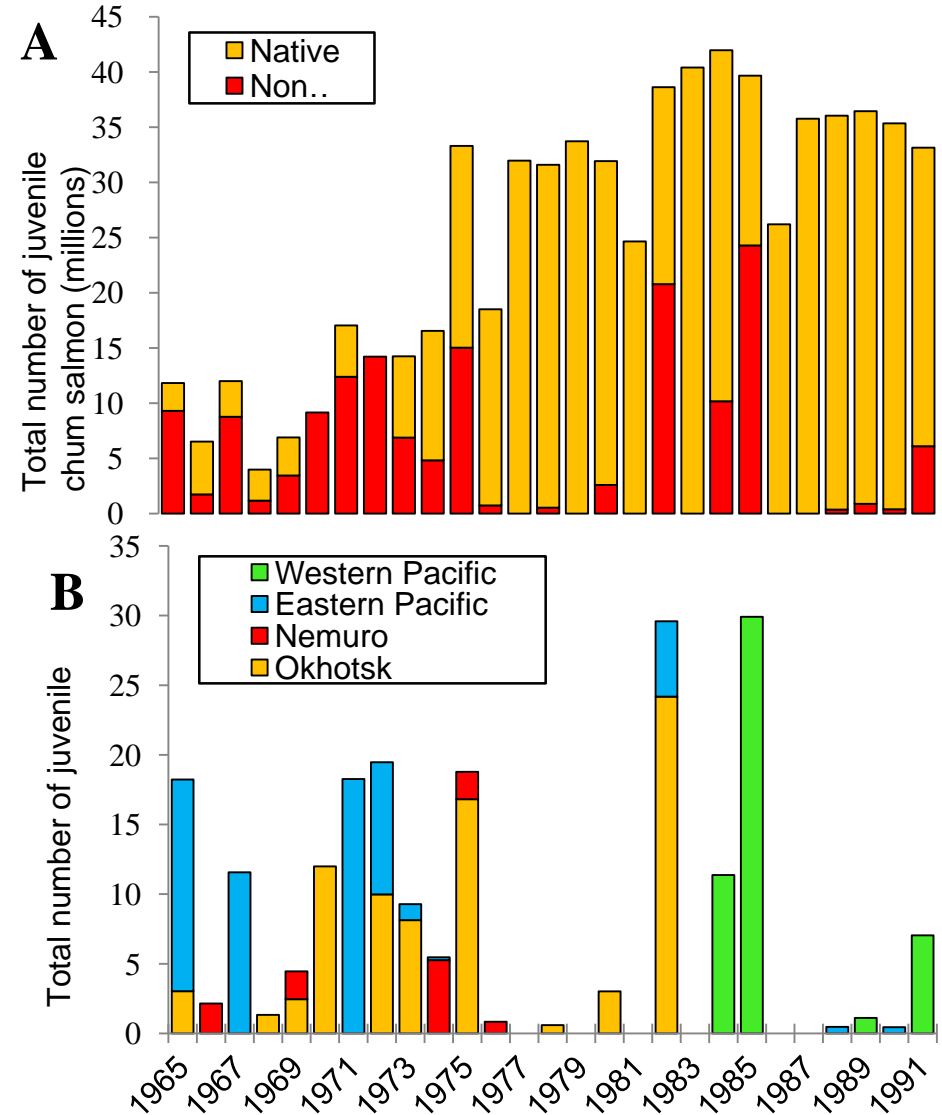 A
Native
Non..
Total number of juvenile
chum salmon (millions)
45
40
35
30
25
20
15
10
5
0
B
Western Pacific
Eastern Pacific
Nemuro
Okhotsk
Total number of juvenile
35
30
25
20
15
10
5
0
1965 1967 1969 1971 1973 1975 1977 1979 1981 1983 1985 1987 1989 1991